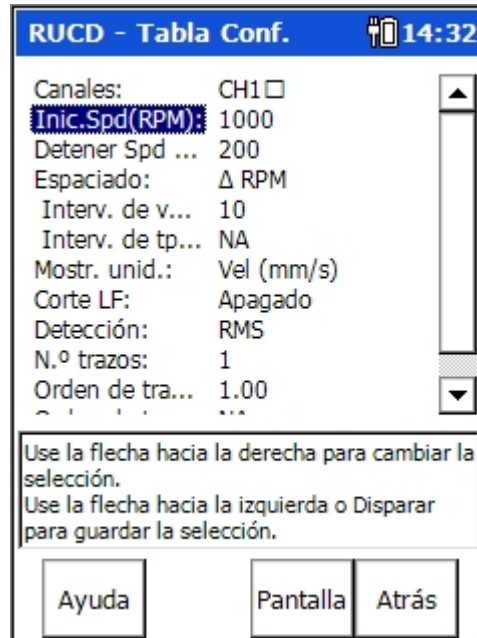 RUCD - Tabla Conf. 14:32
Canales: CH1□
Inic.Spd(RPM): 1000
Detener Spd ... 200
Espaciado: Δ RPM
Interv. de v... 10
Interv. de tp... NA
Mostr. unid.: Vel (mm/s)
Corte LF: Apagado
Detección: RMS
N.º trazos: 1
Orden de tra... 1.00
Use la flecha hacia la derecha para cambiar la
selección.
Use la flecha hacia la izquierda o Disparar
para guardar la selección.
Ayuda Pantalla Atrás